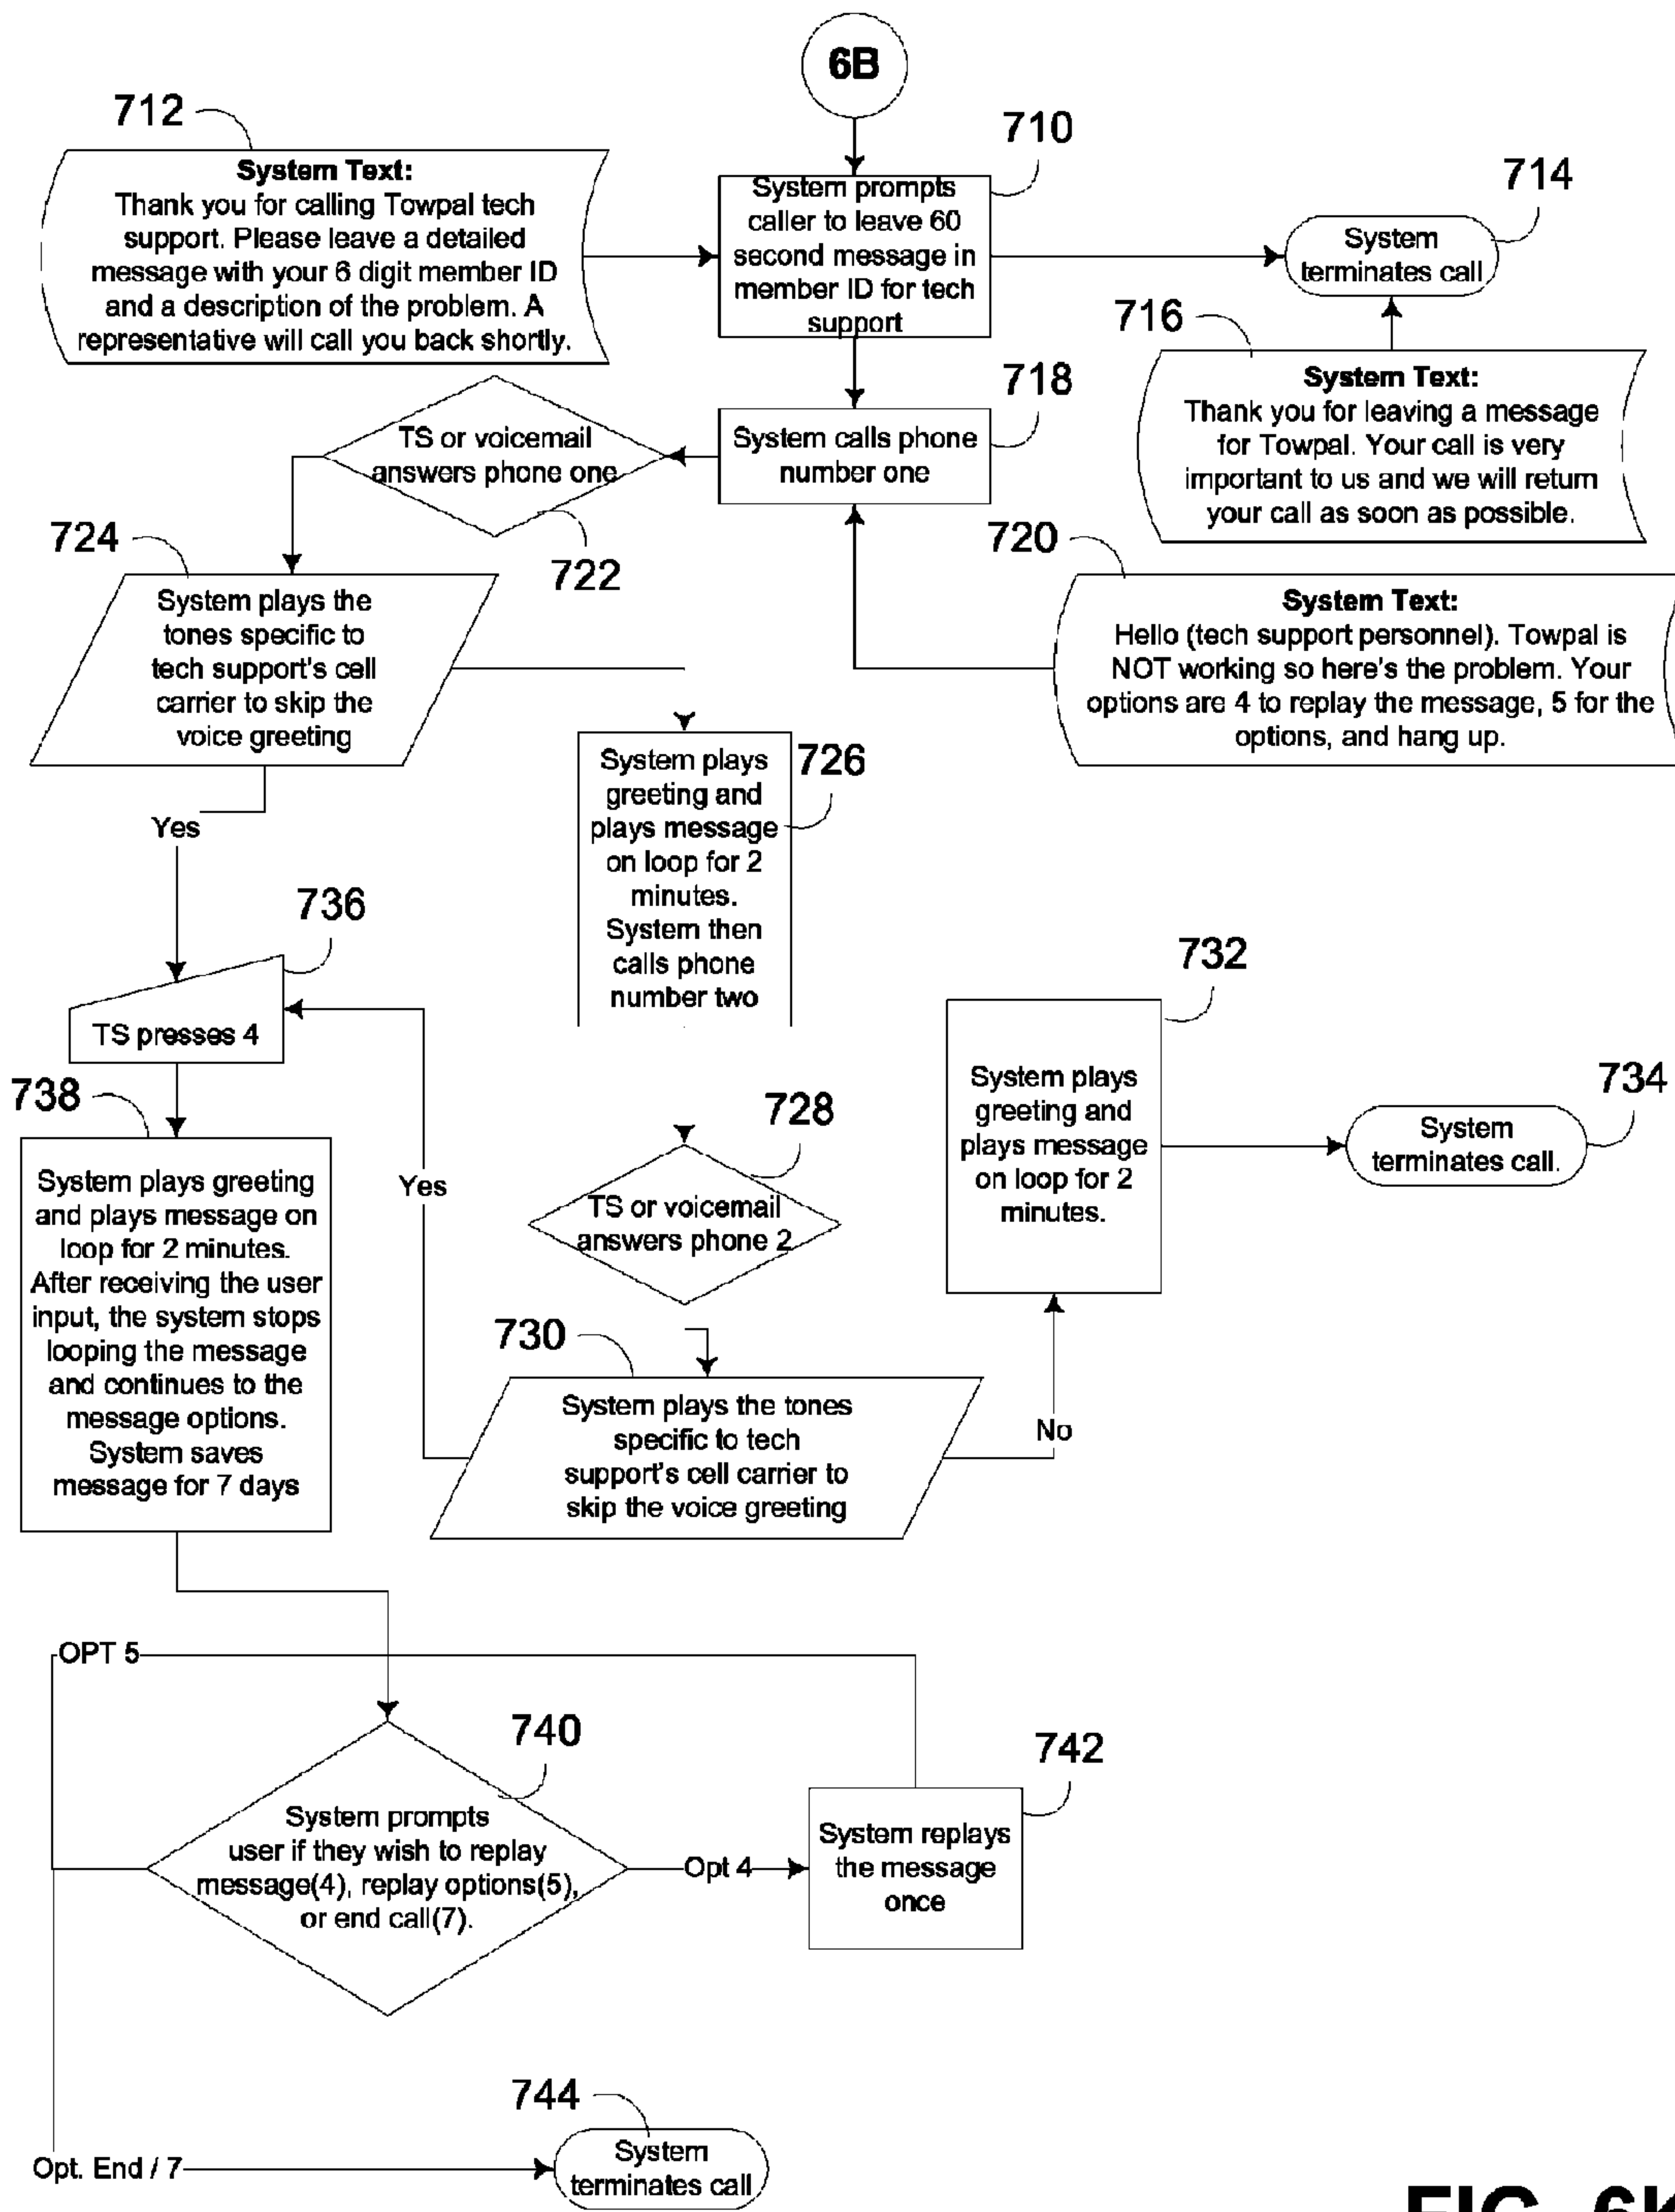 6B
712
System Text:
Thank you for calling Towpal tech
support. Please leave a detailed
message with your 6 digit member ID
and a description of the problem. A
representative will call you back shortly.
710
System prompts
caller to leave 60
second message in
member ID for tech
support
714
System
terminates call
716
System Text:
Thank you for leaving a message
for Towpal. Your call is very
important to us and we will return
your call as soon as possible.
718
System calls phone
number one
TS or voicemail
answers phone one
722
720
System Text:
Hello (tech support personnel). Towpal is
NOT working so here's the problem. Your
options are 4 to replay the message, 5 for the
options, and hang up.
724
System plays the
tones specific to
tech support's cell
carrier to skip the
voice greeting
Yes
726
System plays
greeting and
plays message
on loop for 2
minutes.
System then
calls phone
number two
736
TS presses 4
732
System plays
greeting and
plays message
on loop for 2
minutes.
734
System
terminates call.
738
System plays greeting
and plays message on
loop for 2 minutes.
After receiving the user
input, the system stops
looping the message
and continues to the
message options.
System saves
message for 7 days
Yes
728
TS or voicemail
answers phone 2
730
System plays the tones
specific to tech
support's cell carrier to
skip the voice greeting
No
OPT 5
740
System prompts
user if they wish to replay
message(4), replay options(5),
or end call(7).
Opt 4
742
System replays
the message
once
744
Opt. End / 7
System
terminates call
FIG.